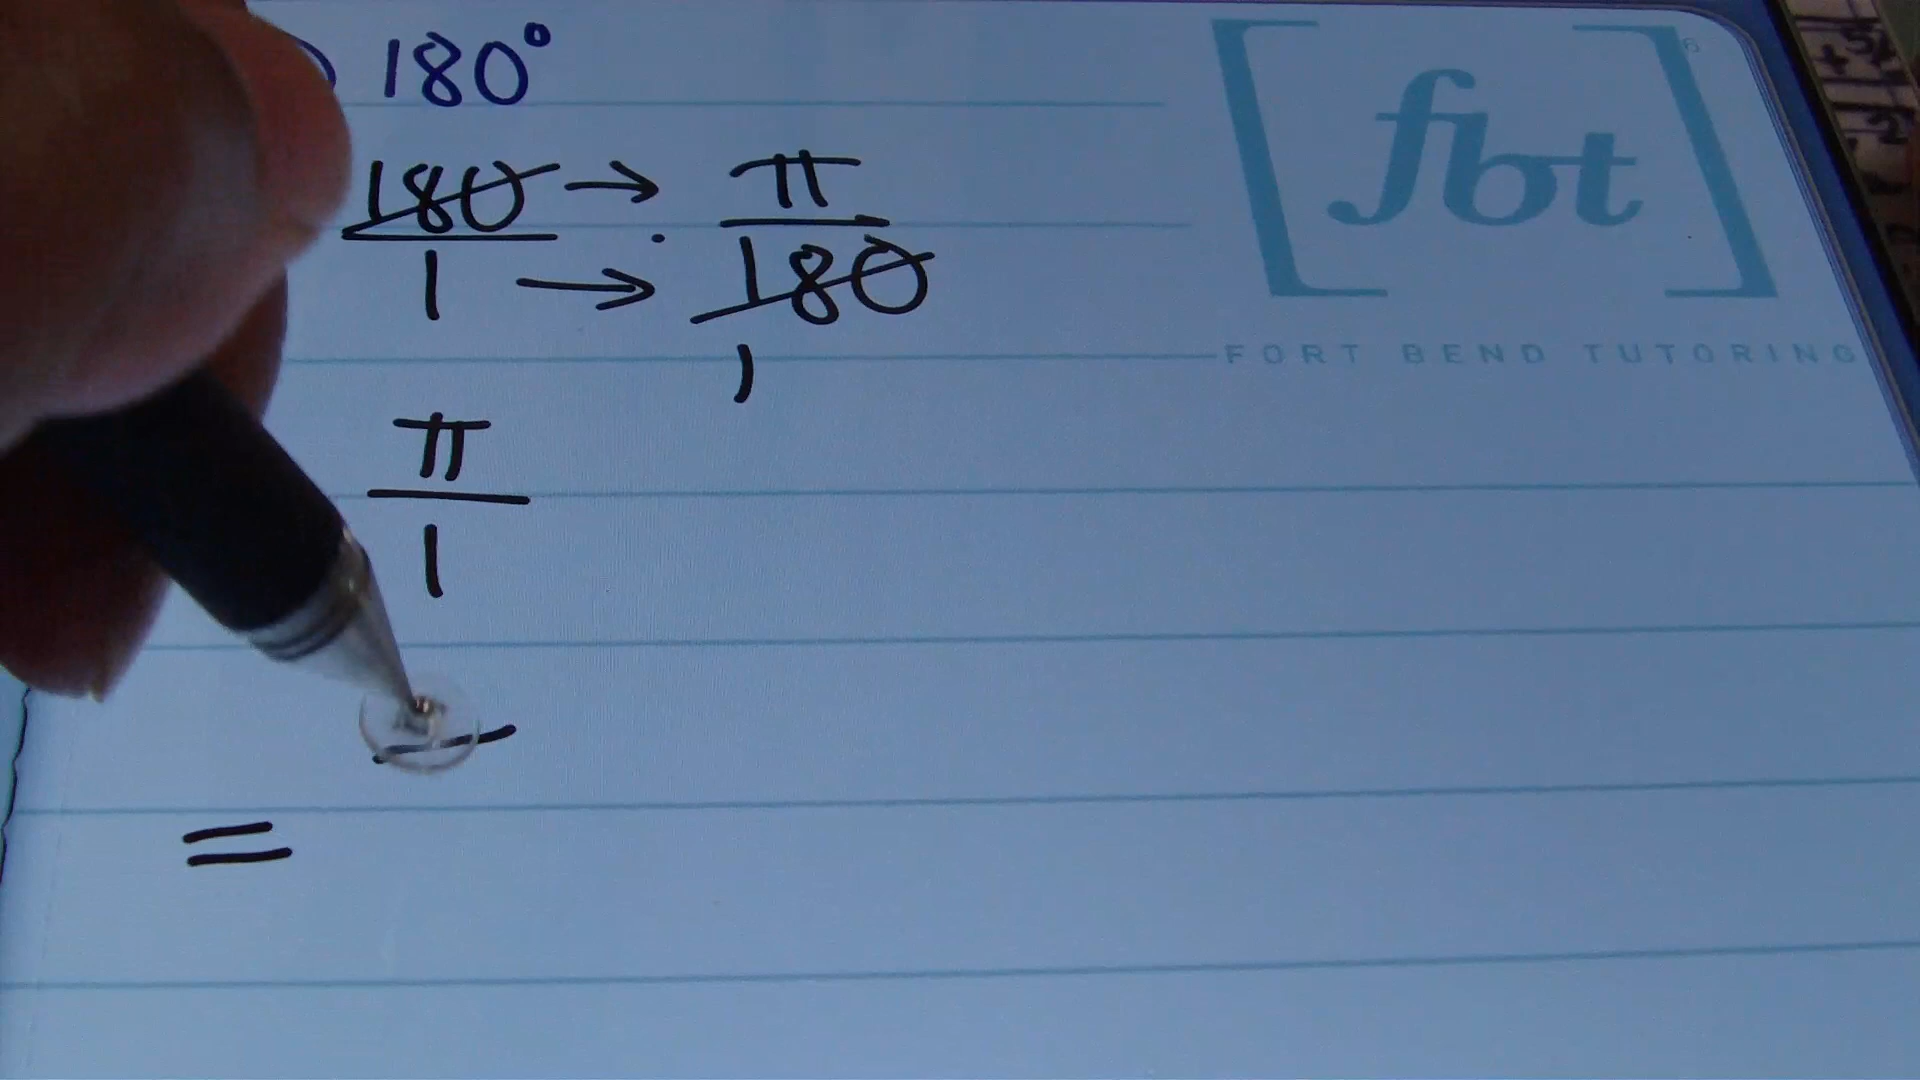 ) 180°
180 → π
1 → 180
1
π
1
=
fbt
FORT BEND TUTORING